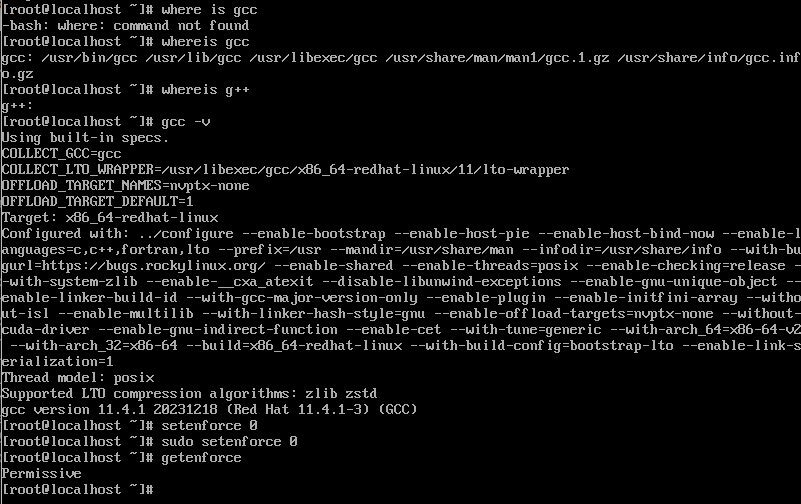 [root@localhost ~]# where is gcc
-bash: where: command not found
[root@localhost ~]# whereis gcc
gcc: /usr/bin/gcc /usr/lib/gcc /usr/libexec/gcc /usr/share/man/man1/gcc.1.gz /usr/share/info/gcc.inf
o.gz
[root@localhost ~]# whereis g++
g++:
[root@localhost ~]# gcc -v
Using built-in specs.
COLLECT_GCC=gcc
COLLECT_LTO_WRAPPER=/usr/libexec/gcc/x86_64-redhat-linux/11/lto-wrapper
OFFLOAD_TARGET_NAMES=nvptx-none
OFFLOAD_TARGET_DEFAULT=1
Target: x86_64-redhat-linux
Configured with: ../configure --enable-bootstrap --enable-host-pie --enable-host-bind-now --enable-l
anguages=c,c++,fortran,lto --prefix=/usr --mandir=/usr/share/man --infodir=/usr/share/info --with-bu
gurl=https://bugs.rockylinux.org/ --enable-shared --enable-threads=posix --enable-checking=release -
-with-system-zlib --enable-__cxa_atexit --disable-libunwind-exceptions --enable-gnu-unique-object --
enable-linker-build-id --with-gcc-major-version-only --enable-plugin --enable-initfini-array --witho
ut-isl --enable-multilib --with-linker-hash-style=gnu --enable-offload-targets=nvptx-none --without-
cuda-driver --enable-gnu-indirect-function --enable-cet --with-tune=generic --with-arch_64=x86-64-v2
 --with-arch_32=x86-64 --build=x86_64-redhat-linux --with-build-config=bootstrap-lto --enable-link-s
erialization=1
Thread model: posix
Supported LTO compression algorithms: zlib zstd
gcc version 11.4.1 20231218 (Red Hat 11.4.1-3) (GCC)
[root@localhost ~]# setenforce 0
[root@localhost ~]# sudo setenforce 0
[root@localhost ~]# getenforce
Permissive
[root@localhost ~]#